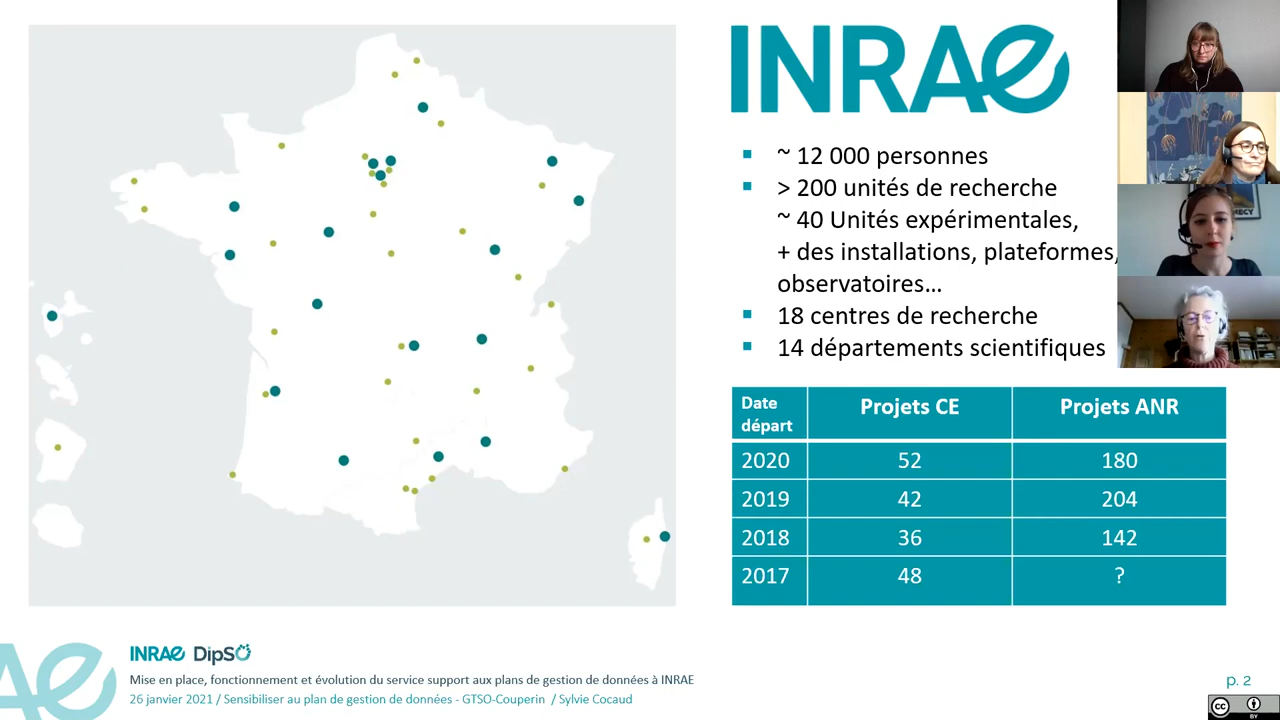 INRAE
~ 12 000 personnes
> 200 unités de recherche
~ 40 Unités expérimentales,
+ des installations, plateformes,
observatoires…
18 centres de recherche
14 départements scientifiques
Date départ Projets CE Projets ANR
2020 52 180
2019 42 204
2018 36 142
2017 48 ?
INRAE DipSO
Mise en place, fonctionnement et évolution du service support aux plans de gestion de données à INRAE
26 janvier 2021 / Sensibiliser au plan de gestion de données - GTSO-Couperin / Sylvie Cocaud
p. 2
cc
BY